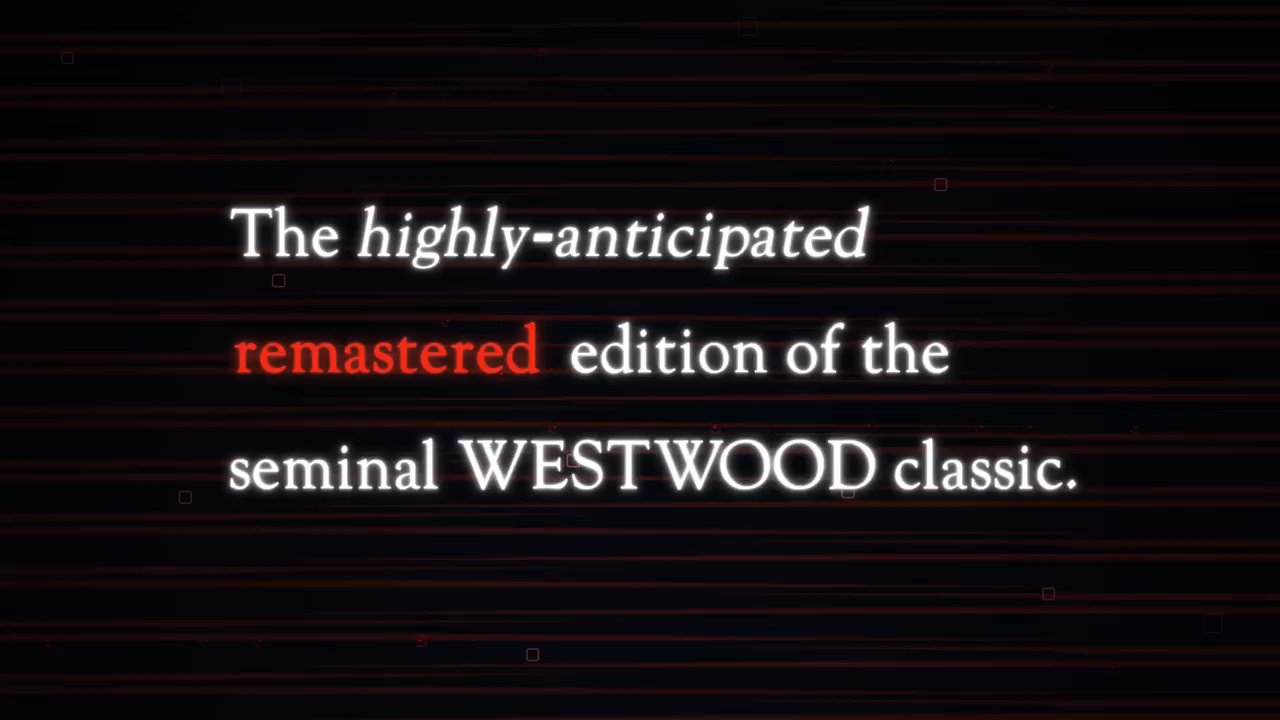 The highly-anticipated
remastered edition of the
seminal WESTWOOD classic.